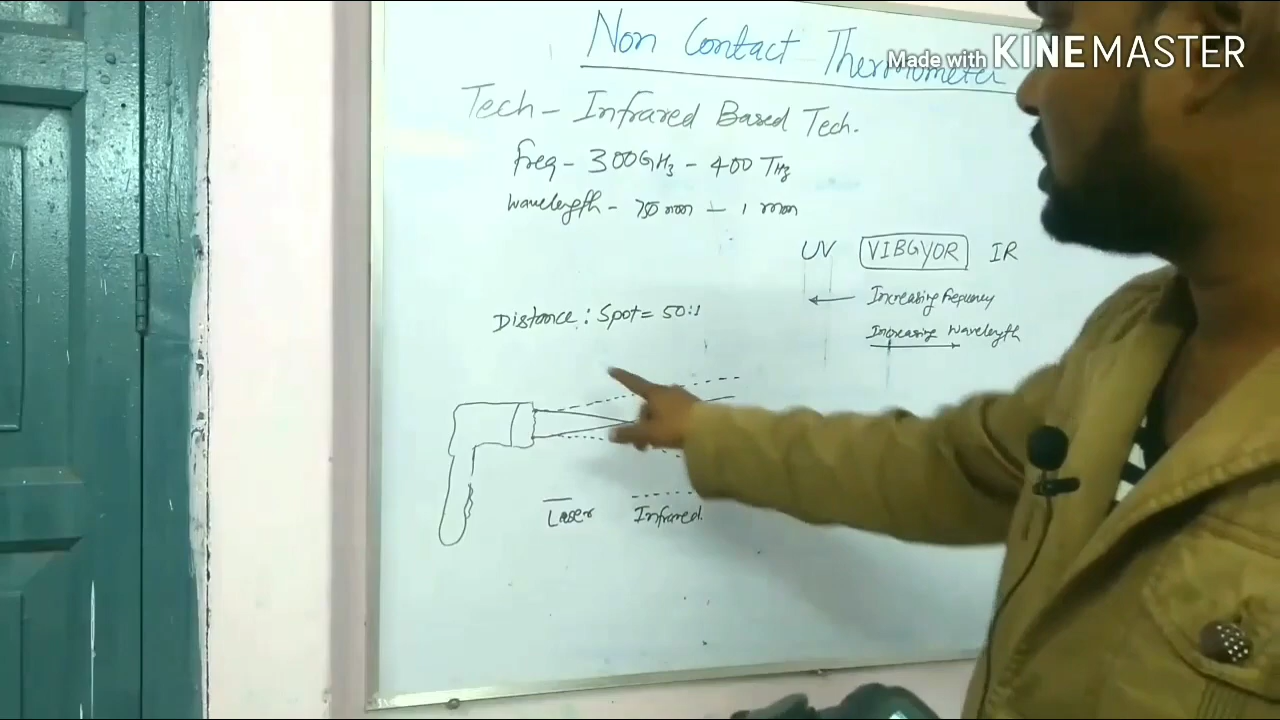 Non Contact Thermometer
Made with KINEMASTER
Tech - Infrared Based Tech.
freq - 300GHz - 400 THz
wavelength - 750 nm - 1 mm
UV VIBGYOR IR
Increasing frequency
Increasing wavelength
Distance : Spot = 50:1
Laser Infrared.